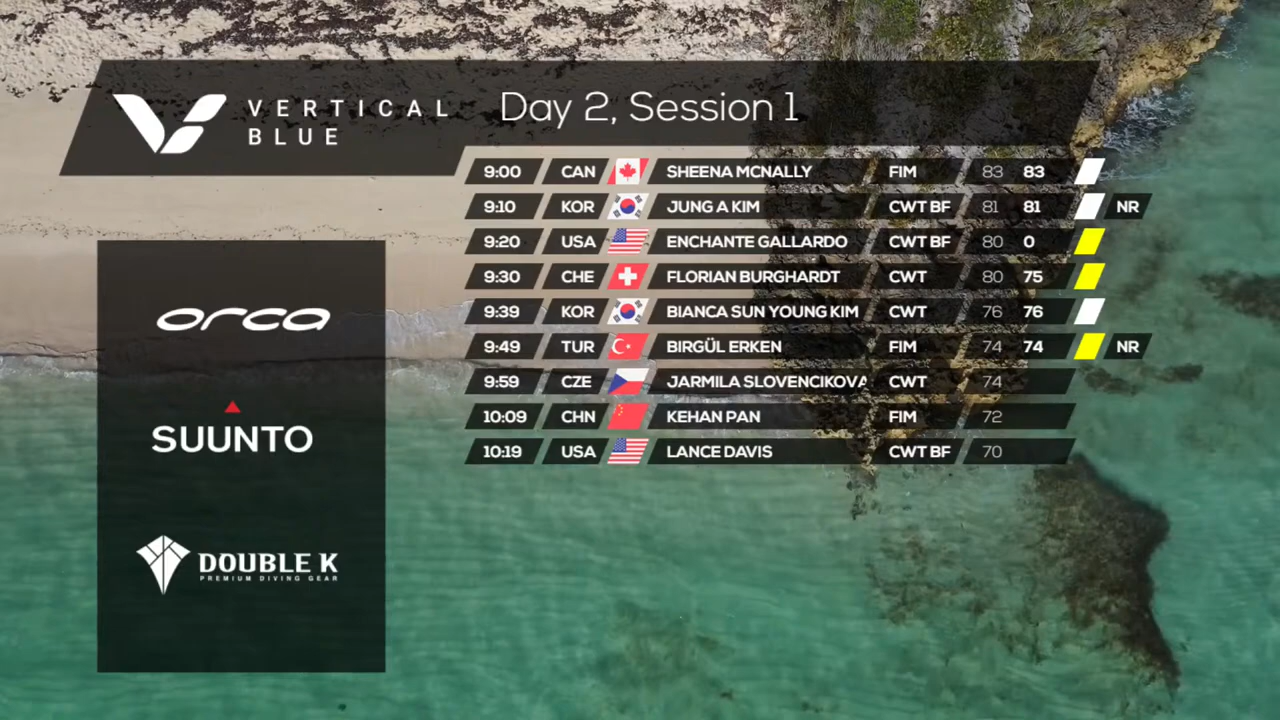 VERTICAL
BLUE
Day 2, Session 1
9:00 CAN SHEENA MCNALLY FIM 83 83
9:10 KOR JUNG A KIM CWT BF 81 81 NR
9:20 USA ENCHANTE GALLARDO CWT BF 80 0
9:30 CHE FLORIAN BURGHARDT CWT 80 75
9:39 KOR BIANCA SUN YOUNG KIM CWT 76 76
9:49 TUR BIRGÜL ERKEN FIM 74 74 NR
9:59 CZE JARMILA SLOVENCIKOVA CWT 74
10:09 CHN KEHAN PAN FIM 72
10:19 USA LANCE DAVIS CWT BF 70
orca
SUUNTO
DOUBLE K
PREMIUM DIVING GEAR